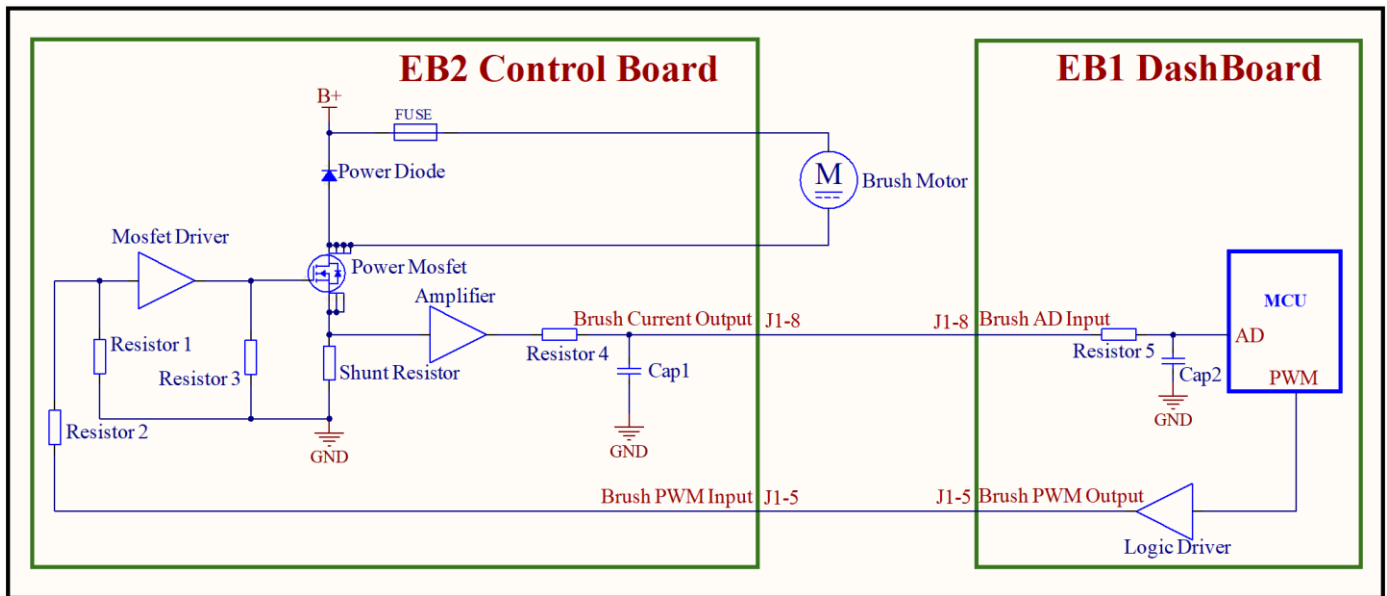 EB2 Control Board
EB1 DashBoard
B+
FUSE
Power Diode
M
Brush Motor
Mosfet Driver
Power Mosfet
Amplifier
MCU
Brush Current Output
J1-8
J1-8
Brush AD Input
AD
Resistor 1
Resistor 3
Shunt Resistor
Resistor 4
Cap1
Resistor 5
Cap2
PWM
Resistor 2
GND
GND
GND
Brush PWM Input
J1-5
J1-5
Brush PWM Output
Logic Driver